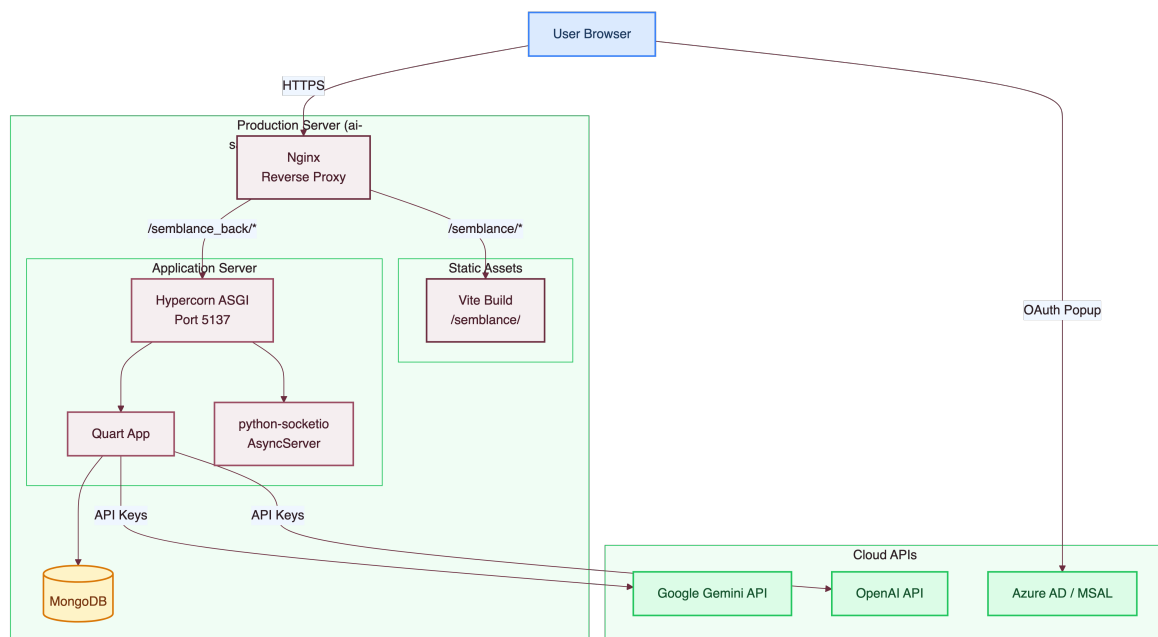 User Browser
HTTPS
Production Server (ai-
s
Nginx
Reverse Proxy
/semblance_back/*
/semblance/*
Application Server
Static Assets
Hypercorn ASGI
Port 5137
Vite Build
/semblance/
OAuth Popup
Quart App
python-socketio
AsyncServer
API Keys
API Keys
Cloud APIs
MongoDB
Google Gemini API
OpenAI API
Azure AD / MSAL